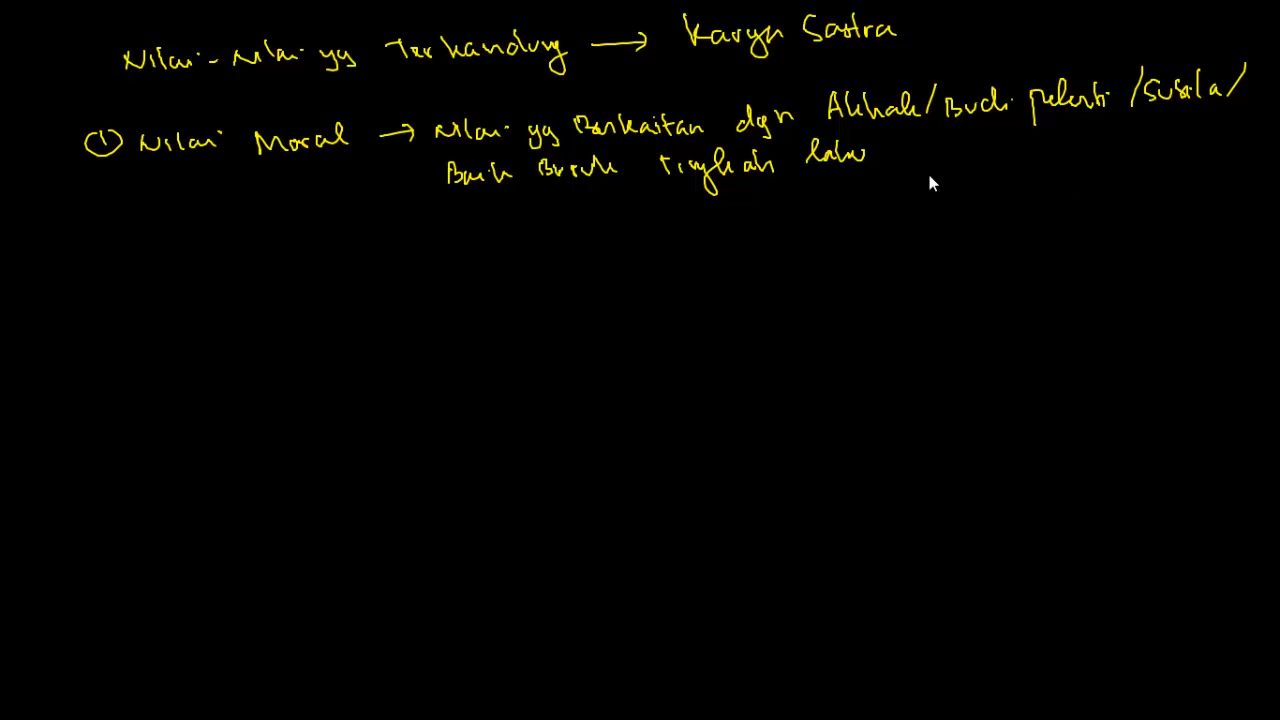 Nilai-Nilai yg Terkandung → Karya Sastra
① Nilai Moral → Nilai yg Berkaitan dgn Akhlak/Budi pekerti/Susila/
Baik Buruk Tingkah laku